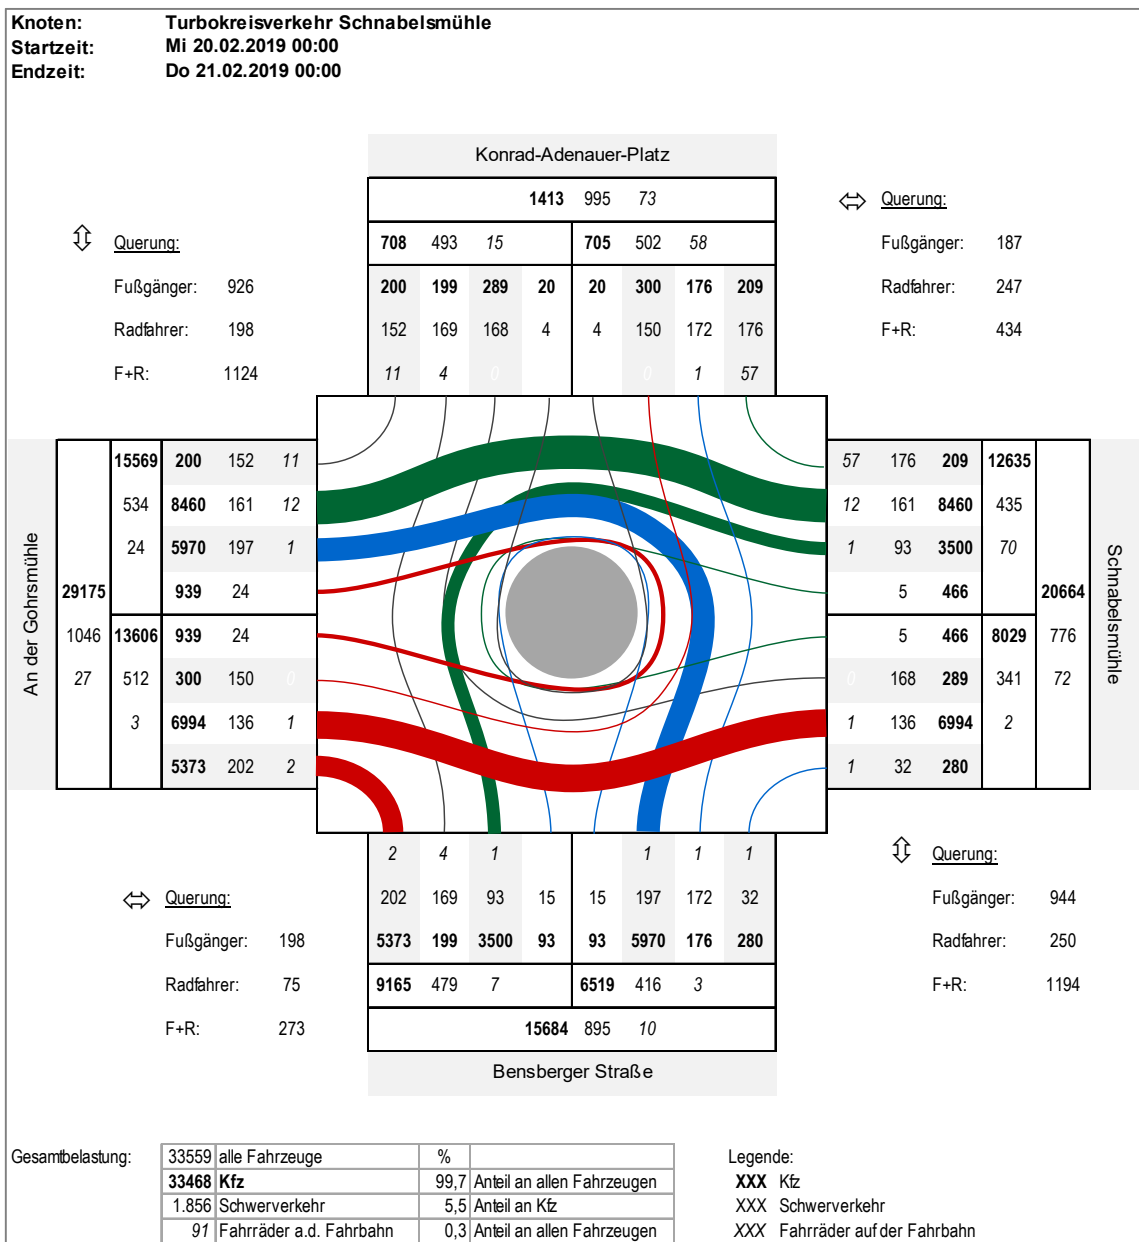 Knoten: Turbokreisverkehr Schnabelsmühle
Startzeit: Mi 20.02.2019 00:00
Endzeit: Do 21.02.2019 00:00
Konrad-Adenauer-Platz
1413 995 73
708 493 15 705 502 58
200 199 289 20 20 300 176 209
152 169 168 4 4 150 172 176
11 4 0 0 1 57
Querung:
Fußgänger: 926
Radfahrer: 198
F+R: 1124
Querung:
Fußgänger: 187
Radfahrer: 247
F+R: 434
An der Gohrsmühle
15569 200 152 11
534 8460 161 12
24 5970 197 1
29175 939 24
1046 13606 939 24
27 512 300 150 0
3 6994 136 1
5373 202 2
57 176 209 12635
12 161 8460 435
1 93 3500 70
5 466 20664
5 466 8029 776
0 168 289 341 72
1 136 6994 2
1 32 280
Schnabelsmühle
2 4 1 1 1 1
202 169 93 15 15 197 172 32
5373 199 3500 93 93 5970 176 280
9165 479 7 6519 416 3
15684 895 10
Bensberger Straße
Querung:
Fußgänger: 198
Radfahrer: 75
F+R: 273
Querung:
Fußgänger: 944
Radfahrer: 250
F+R: 1194
Gesamtbelastung: 33559 alle Fahrzeuge %
33468 Kfz 99,7 Anteil an allen Fahrzeugen
1.856 Schwerverkehr 5,5 Anteil an Kfz
91 Fahrräder a.d. Fahrbahn 0,3 Anteil an allen Fahrzeugen
Legende:
XXX Kfz
XXX Schwerverkehr
XXX Fahrräder auf der Fahrbahn